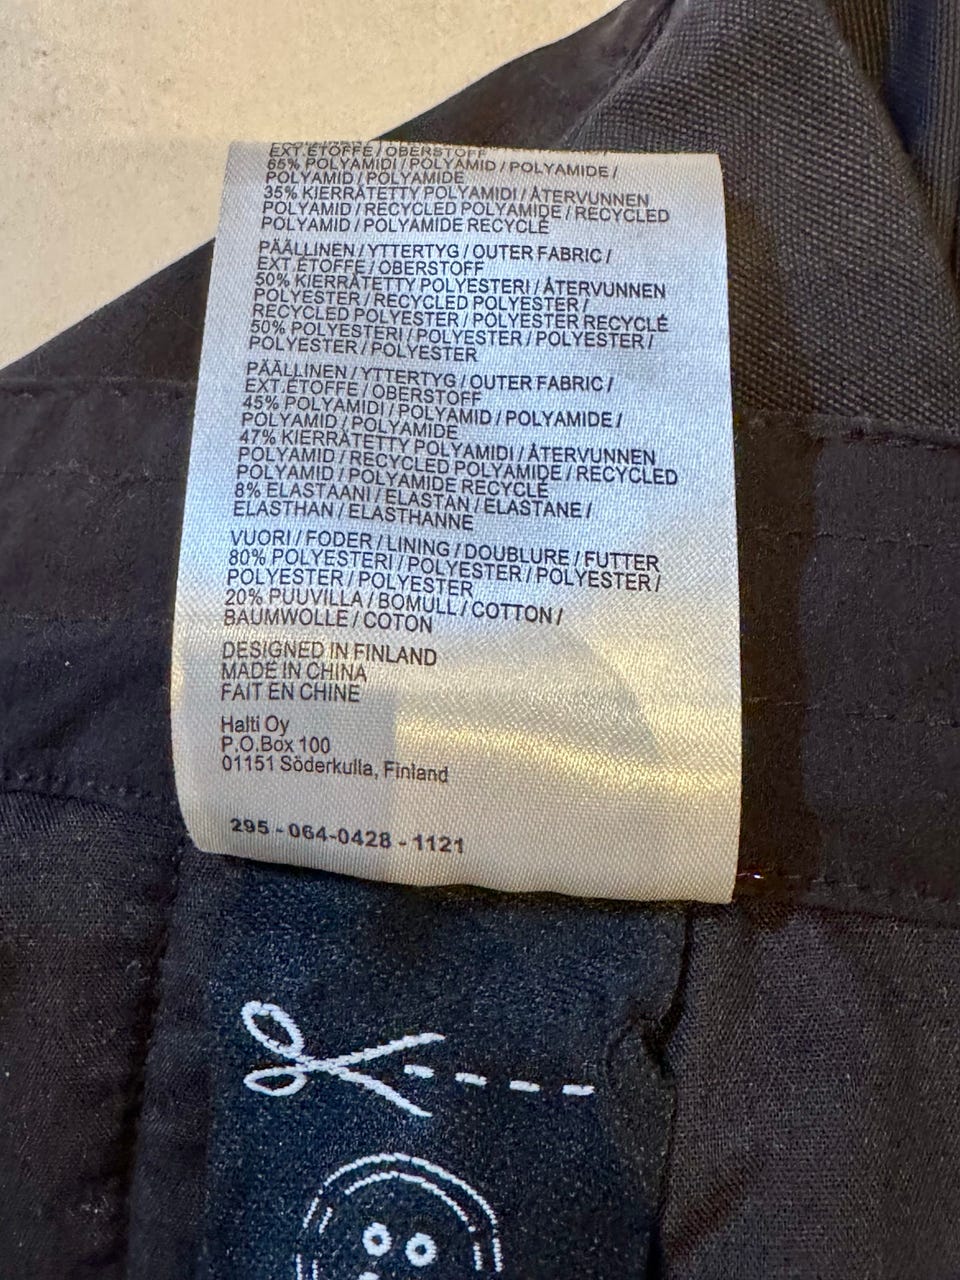 EXT.ÉTOFFE / OBERSTOFF
65% POLYAMIDI / POLYAMID / POLYAMIDE /
POLYAMID / POLYAMIDE
35% KIERRÄTETTY POLYAMIDI / ÅTERVUNNEN
POLYAMID / RECYCLED POLYAMIDE / RECYCLED
POLYAMID / POLYAMIDE RECYCLÉ
PÄÄLLINEN / YTTERTYG / OUTER FABRIC /
EXT.ÉTOFFE / OBERSTOFF
50% KIERRÄTETTY POLYESTERI / ÅTERVUNNEN
POLYESTER / RECYCLED POLYESTER /
RECYCLED POLYESTER / POLYESTER RECYCLÉ
50% POLYESTERI / POLYESTER / POLYESTER /
POLYESTER / POLYESTER
PÄÄLLINEN / YTTERTYG / OUTER FABRIC /
EXT.ÉTOFFE / OBERSTOFF
45% POLYAMIDI / POLYAMID / POLYAMIDE /
POLYAMID / POLYAMIDE
47% KIERRÄTETTY POLYAMIDI / ÅTERVUNNEN
POLYAMID / RECYCLED POLYAMIDE / RECYCLED
POLYAMID / POLYAMIDE RECYCLÉ
8% ELASTAANI / ELASTAN / ELASTANE /
ELASTHAN / ELASTHANNE
VUORI / FODER / LINING / DOUBLURE / FUTTER
80% POLYESTERI / POLYESTER / POLYESTER /
POLYESTER / POLYESTER
20% PUUVILLA / BOMULL / COTTON /
BAUMWOLLE / COTON
DESIGNED IN FINLAND
MADE IN CHINA
FAIT EN CHINE
Halti Oy
P.O.Box 100
01151 Söderkulla, Finland
295 - 064-0428 - 1121